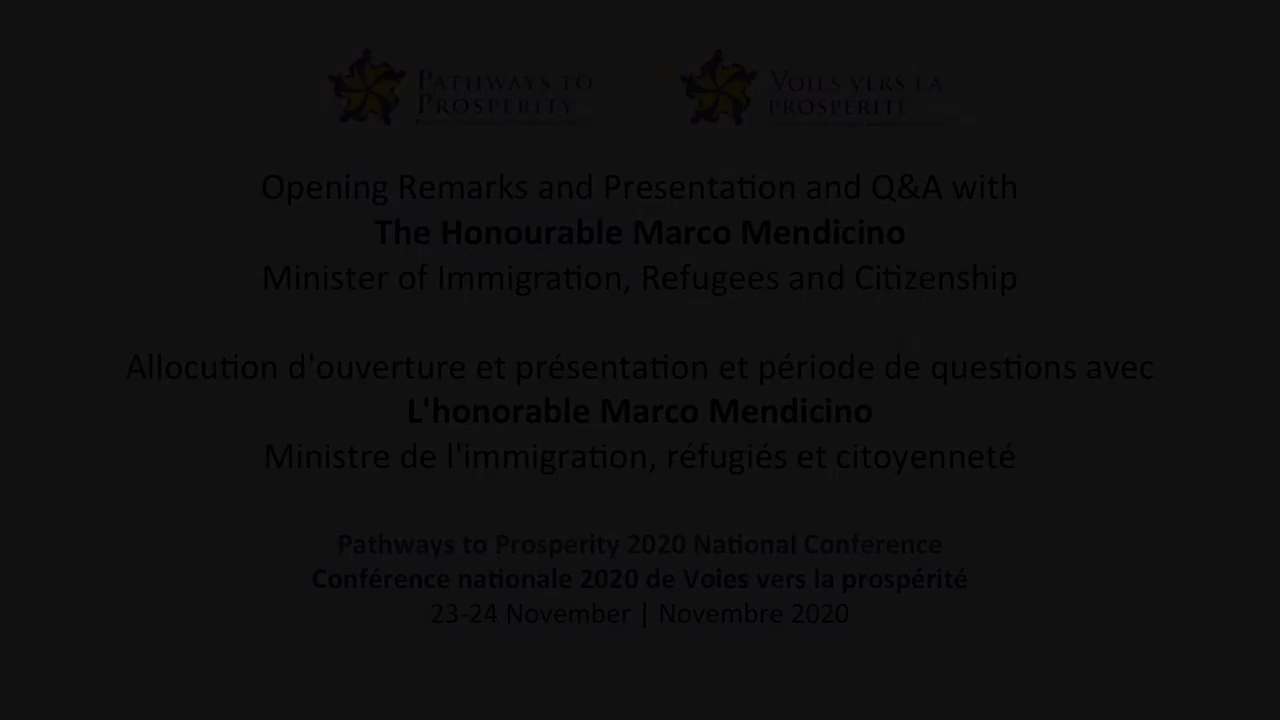 PATHWAYS TO
PROSPERITY
VOIES VERS LA
PROSPÉRITÉ
Opening Remarks and Presentation and Q&A with
The Honourable Marco Mendicino
Minister of Immigration, Refugees and Citizenship
Allocution d'ouverture et présentation et période de questions avec
L'honorable Marco Mendicino
Ministre de l'immigration, réfugiés et citoyenneté
Pathways to Prosperity 2020 National Conference
Conférence nationale 2020 de Voies vers la prospérité
23-24 November | Novembre 2020